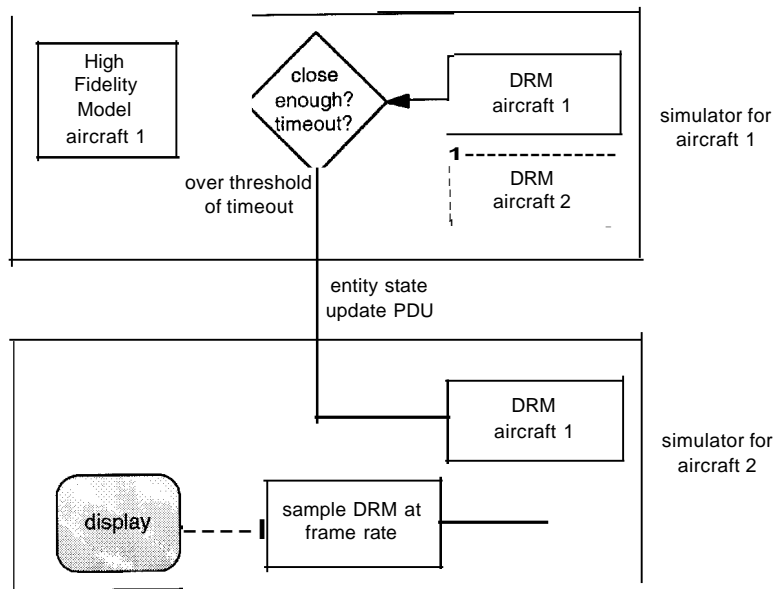 High
Fidelity
Model
aircraft 1
close
enough?
timeout?
DRM
aircraft 1
simulator for
aircraft 1
DRM
aircraft 2
over threshold
of timeout
entity state
update PDU
DRM
aircraft 1
simulator for
aircraft 2
display
sample DRM at
frame rate